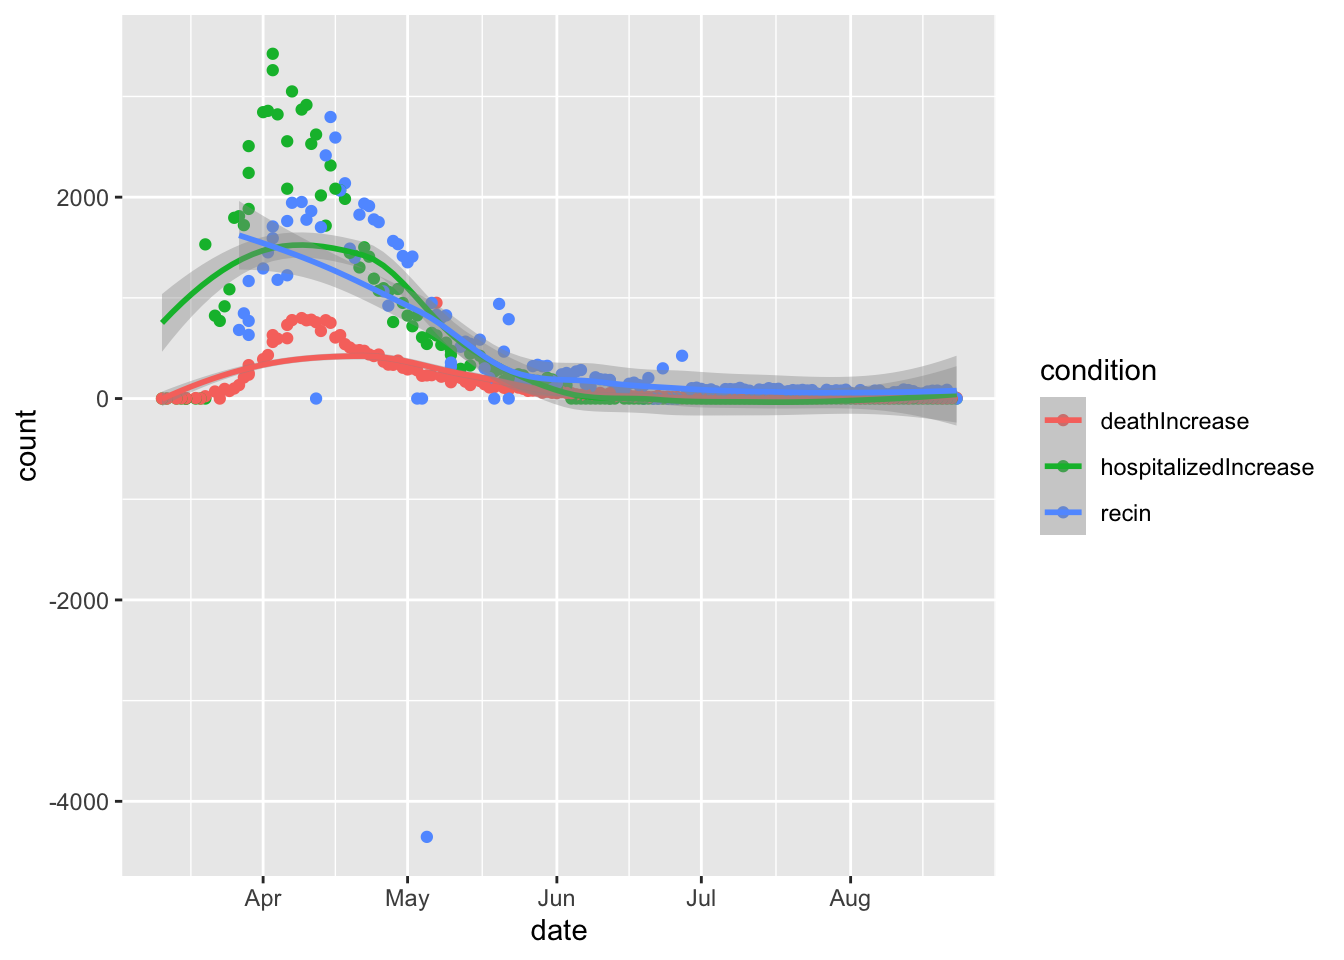 2000
0
-2000
-4000
count
Apr
May
Jun
Jul
Aug
date
condition
deathIncrease
hospitalizedIncrease
recin